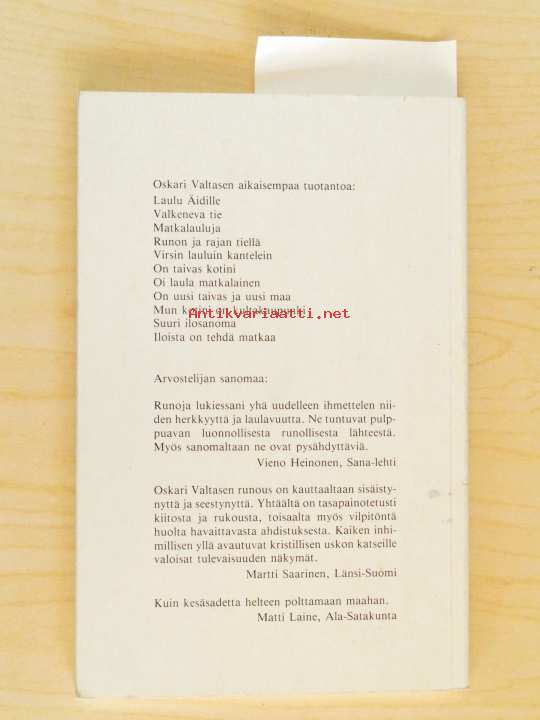 Oskari Valtasen aikaisempaa tuotantoa:
Laulu Äidille
Valkeneva tie
Matkalauluja
Runon ja rajan tiellä
Virsin lauluin kantelein
On taivas kotini
Oi laula matkalainen
On uusi taivas ja uusi maa
Mun kotini on kultakaupunki
Antikvariaatti.net
Suuri ilosanoma
Iloista on tehdä matkaa
Arvostelijan sanomaa:
Runoja lukiessani yhä uudelleen ihmettelen nii-
den herkkyyttä ja laulavuutta. Ne tuntuvat pulp-
puavan luonnollisesta runollisesta lähteestä.
Myös sanomaltaan ne ovat pysähdyttäviä.
Vieno Heinonen, Sana-lehti
Oskari Valtasen runous on kauttaaltaan sisäisty-
nyttä ja seestynyttä. Yhtäältä on tasapainotetusti
kiitosta ja rukousta, toisaalta myös vilpitöntä
huolta havaittavasta ahdistuksesta. Kaiken inhi-
millisen yllä avautuvat kristillisen uskon katseille
valoisat tulevaisuuden näkymät.
Martti Saarinen, Länsi-Suomi
Kuin kesäsadetta helteen polttamaan maahan.
Matti Laine, Ala-Satakunta